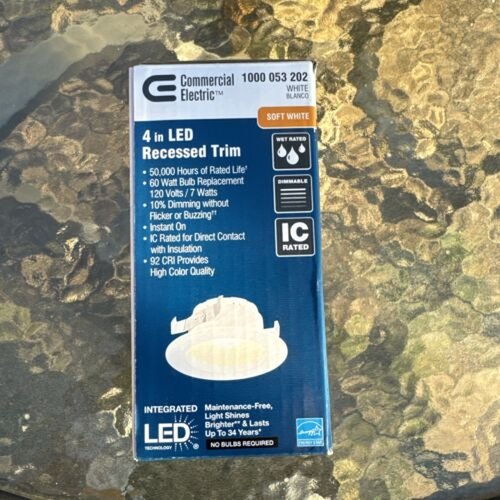 Commercial Electric™ 1000 053 202
WHITE
BLANCO
SOFT WHITE
4 in LED
Recessed Trim
• 50,000 Hours of Rated Life†
• 60 Watt Bulb Replacement
120 Volts / 7 Watts
• 10% Dimming without
Flicker or Buzzing††
• Instant On
• IC Rated for Direct Contact
with Insulation
• 92 CRI Provides
High Color Quality
WET RATED
DIMMABLE
IC
RATED
INTEGRATED
LED
TECHNOLOGY
Maintenance-Free,
Light Shines
Brighter** & Lasts
Up To 34 Years*
NO BULBS REQUIRED
ENERGY STAR